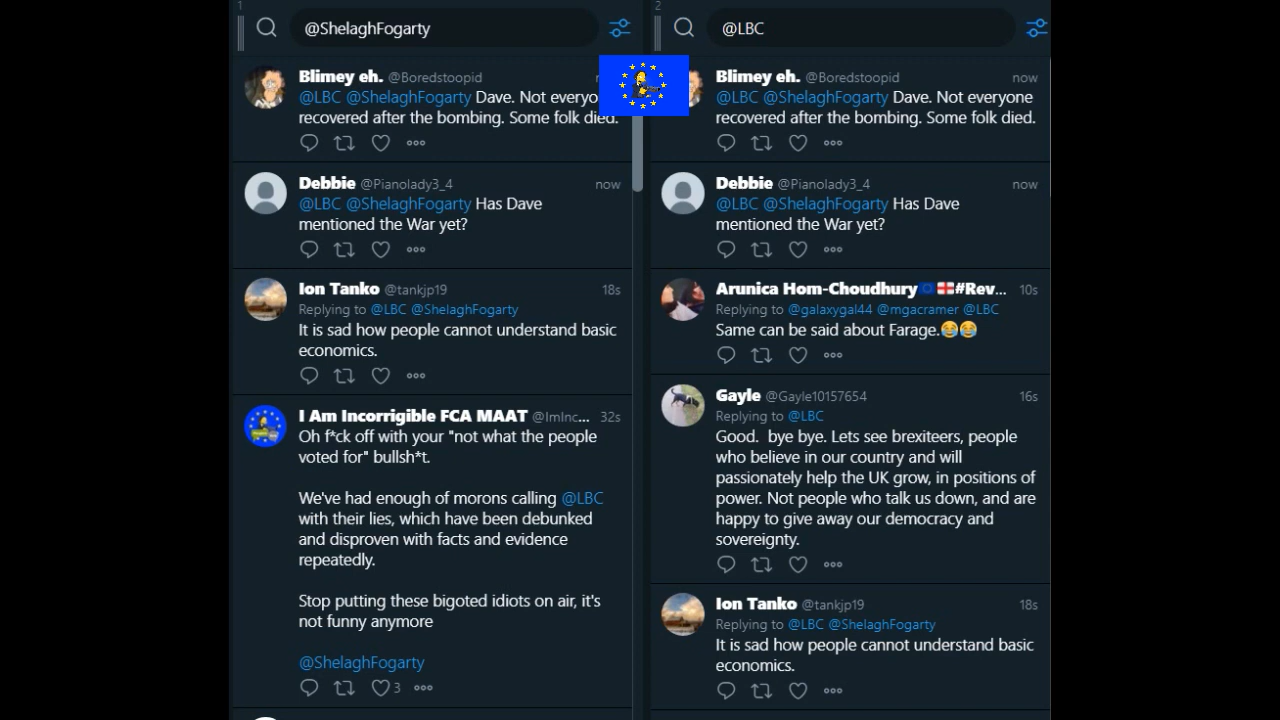 1
@ShelaghFogarty
Blimey eh. @Boredstoopid
@LBC @ShelaghFogarty Dave. Not everyo
recovered after the bombing. Some folk died.
Debbie @Pianolady3_4 now
@LBC @ShelaghFogarty Has Dave
mentioned the War yet?
Ion Tanko @tankjp19 18s
Replying to @LBC @ShelaghFogarty
It is sad how people cannot understand basic
economics.
I Am Incorrigible FCA MAAT @ImInc... 32s
Oh f*ck off with your "not what the people
voted for" bullsh*t.
We've had enough of morons calling @LBC
with their lies, which have been debunked
and disproven with facts and evidence
repeatedly.
Stop putting these bigoted idiots on air, it's
not funny anymore
@ShelaghFogarty
3
2
@LBC
Blimey eh. @Boredstoopid now
@LBC @ShelaghFogarty Dave. Not everyone
recovered after the bombing. Some folk died.
Debbie @Pianolady3_4 now
@LBC @ShelaghFogarty Has Dave
mentioned the War yet?
Arunica Hom-Choudhury🇪🇺🏴󠁧󠁢󠁥󠁮󠁧󠁿#Rev... 10s
Replying to @galaxygal44 @mgacramer @LBC
Same can be said about Farage.😂😂
Gayle @Gayle10157654 16s
Replying to @LBC
Good.  bye bye. Lets see brexiteers, people
who believe in our country and will
passionately help the UK grow, in positions of
power. Not people who talk us down, and are
happy to give away our democracy and
sovereignty.
Ion Tanko @tankjp19 18s
Replying to @LBC @ShelaghFogarty
It is sad how people cannot understand basic
economics.